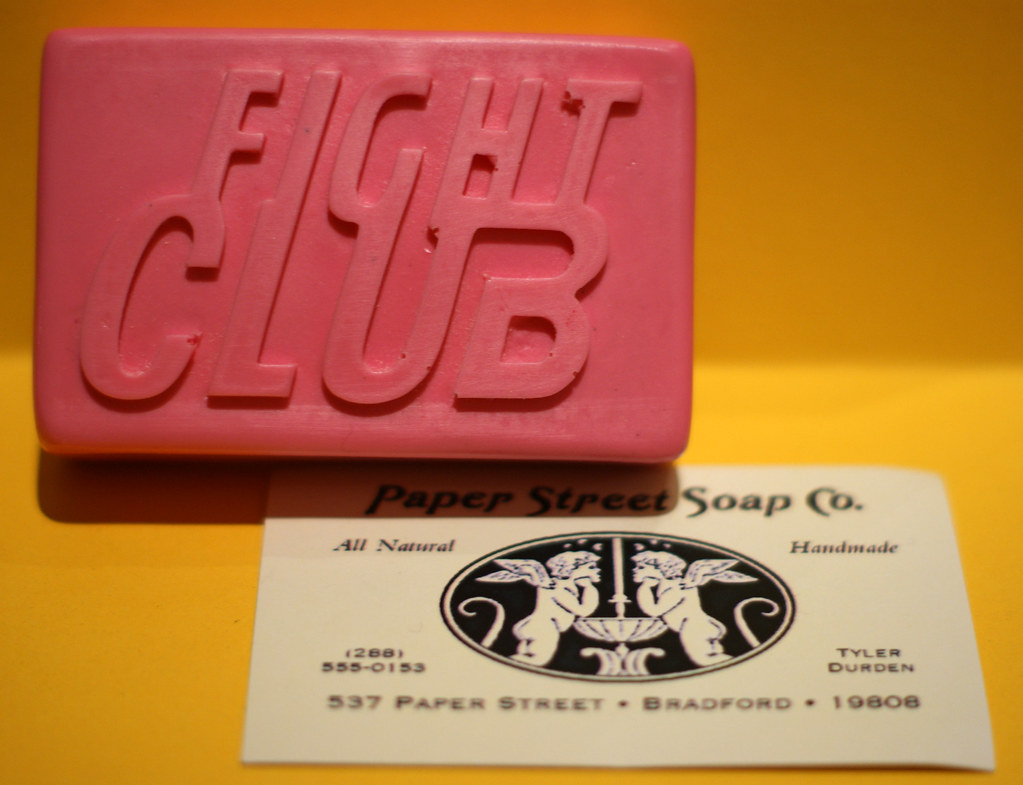 FIGHT
CLUB
Paper Street Soap Co.
All Natural
Handmade
(288)
555-0153
TYLER
DURDEN
537 PAPER STREET • BRADFORD • 19808